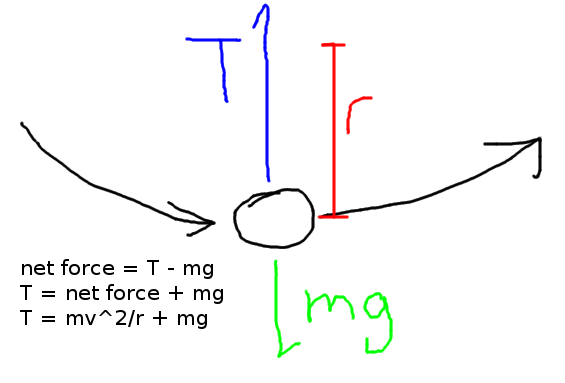 T
r
net force = T - mg
T = net force + mg
T = mv^2/r + mg
mg